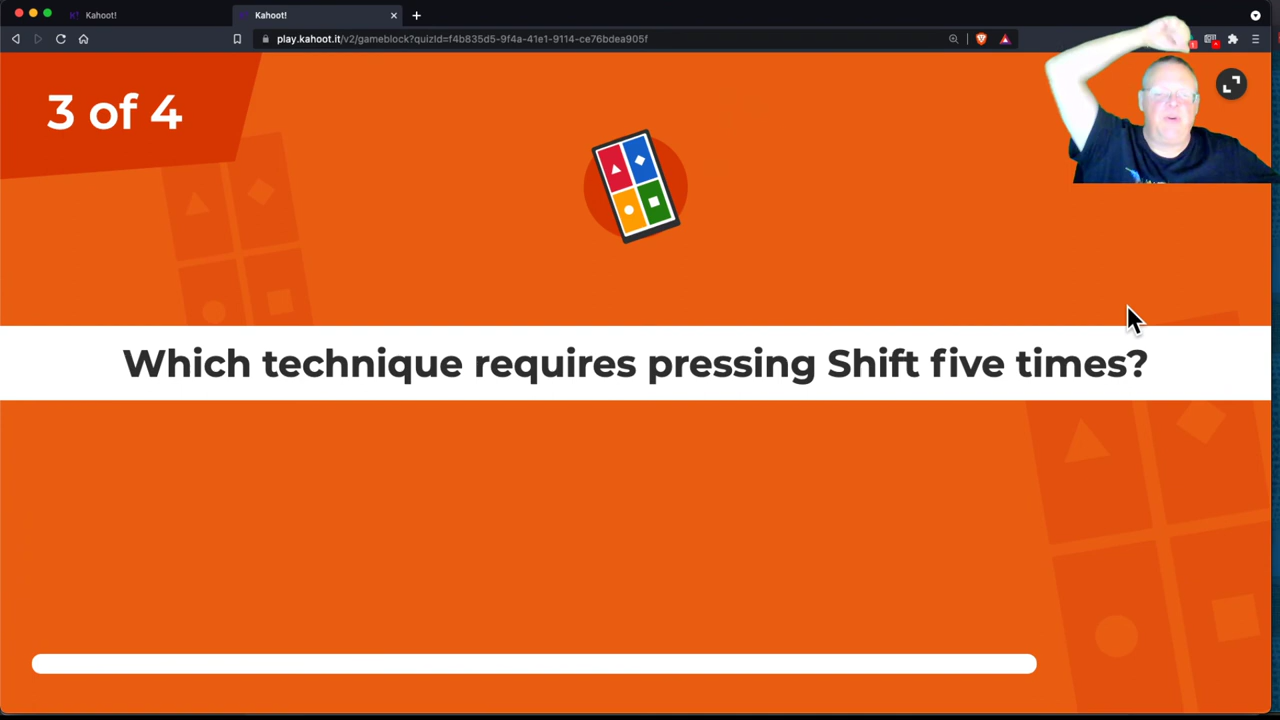 Kahoot!
Kahoot!
play.kahoot.it/v2/gameblock?quizId=f4b835d5-9f4a-41e1-9114-ce76bdea905f
3 of 4
Which technique requires pressing Shift five times?